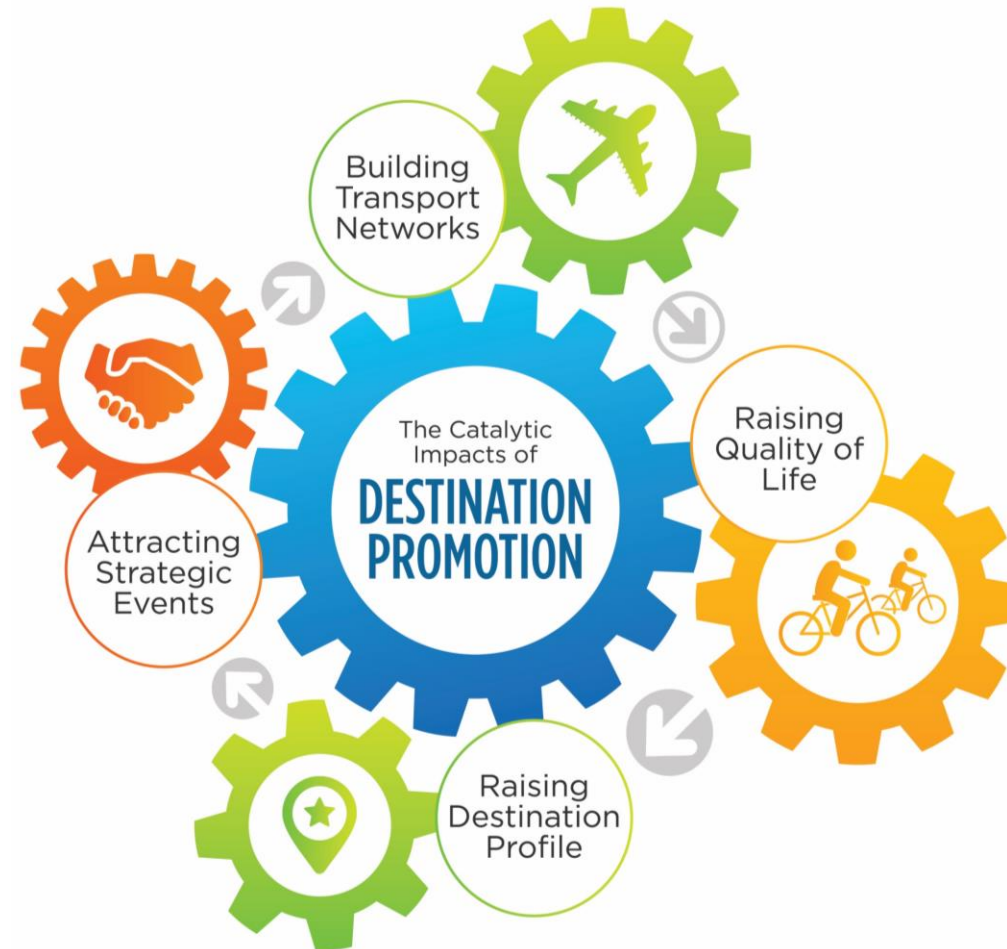 Building
Transport
Networks
The Catalytic
Impacts of
DESTINATION
PROMOTION
Raising
Quality of
Life
Attracting
Strategic
Events
Raising
Destination
Profile